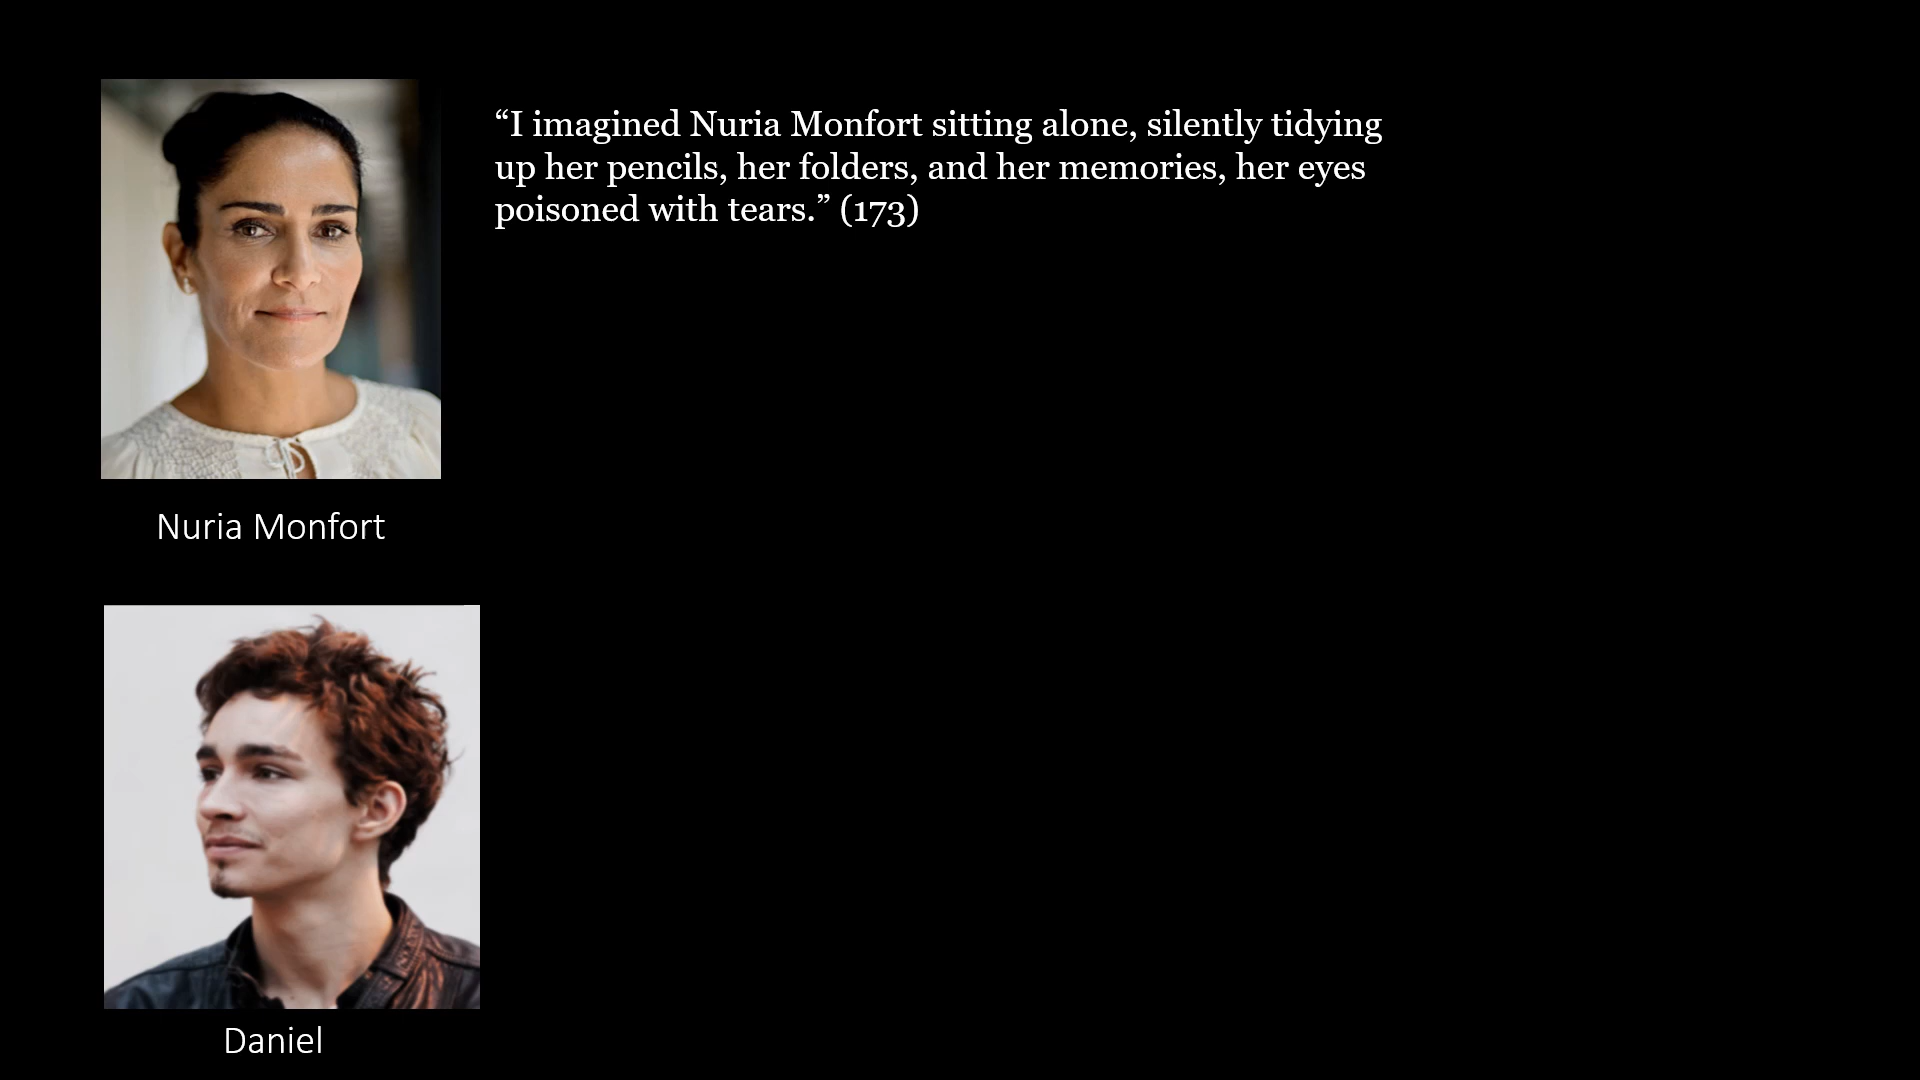 “I imagined Nuria Monfort sitting alone, silently tidying
up her pencils, her folders, and her memories, her eyes
poisoned with tears.” (173)
Nuria Monfort
Daniel